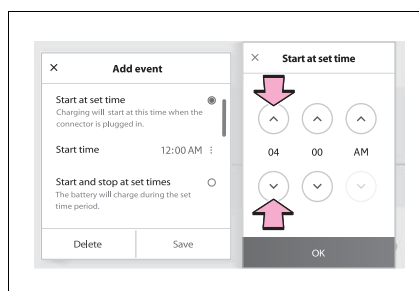 Add event
Start at set time
Charging will start at this time when the
connector is plugged in.
Start time 12:00 AM
Start and stop at set times
The battery will charge during the set
time period.
Delete Save
Start at set time
04 00 AM
OK